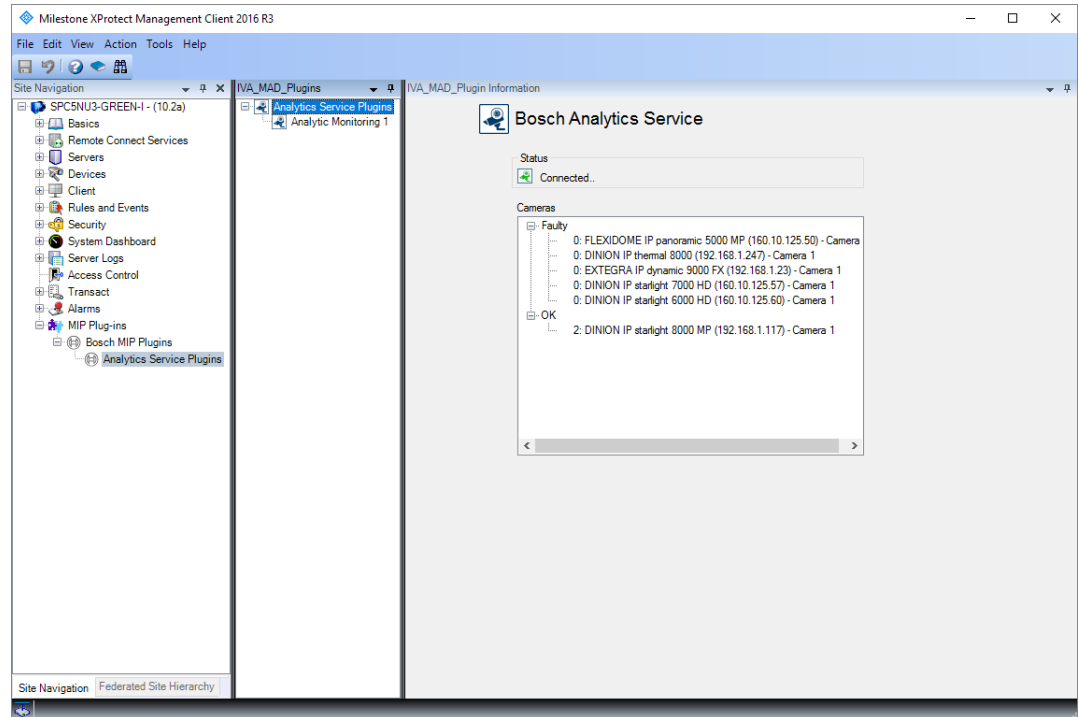 Milestone XProtect Management Client 2016 R3
File Edit View Action Tools Help
Site Navigation
SPC5NU3-GREEN-I - (10.2a)
Basics
Remote Connect Services
Servers
Devices
Client
Rules and Events
Security
System Dashboard
Server Logs
Access Control
Transact
Alarms
MIP Plug-ins
Bosch MIP Plugins
Analytics Service Plugins
Site Navigation Federated Site Hierarchy
IVA_MAD_Plugins
Analytics Service Plugins
Analytic Monitoring 1
IVA_MAD_Plugin Information
Bosch Analytics Service
Status
Connected..
Cameras
Faulty
0: FLEXIDOME IP panoramic 5000 MP (160.10.125.50) - Camera
0: DINION IP thermal 8000 (192.168.1.247) - Camera 1
0: EXTEGRA IP dynamic 9000 FX (192.168.1.23) - Camera 1
0: DINION IP starlight 7000 HD (160.10.125.57) - Camera 1
0: DINION IP starlight 6000 HD (160.10.125.60) - Camera 1
OK
2: DINION IP starlight 8000 MP (192.168.1.117) - Camera 1